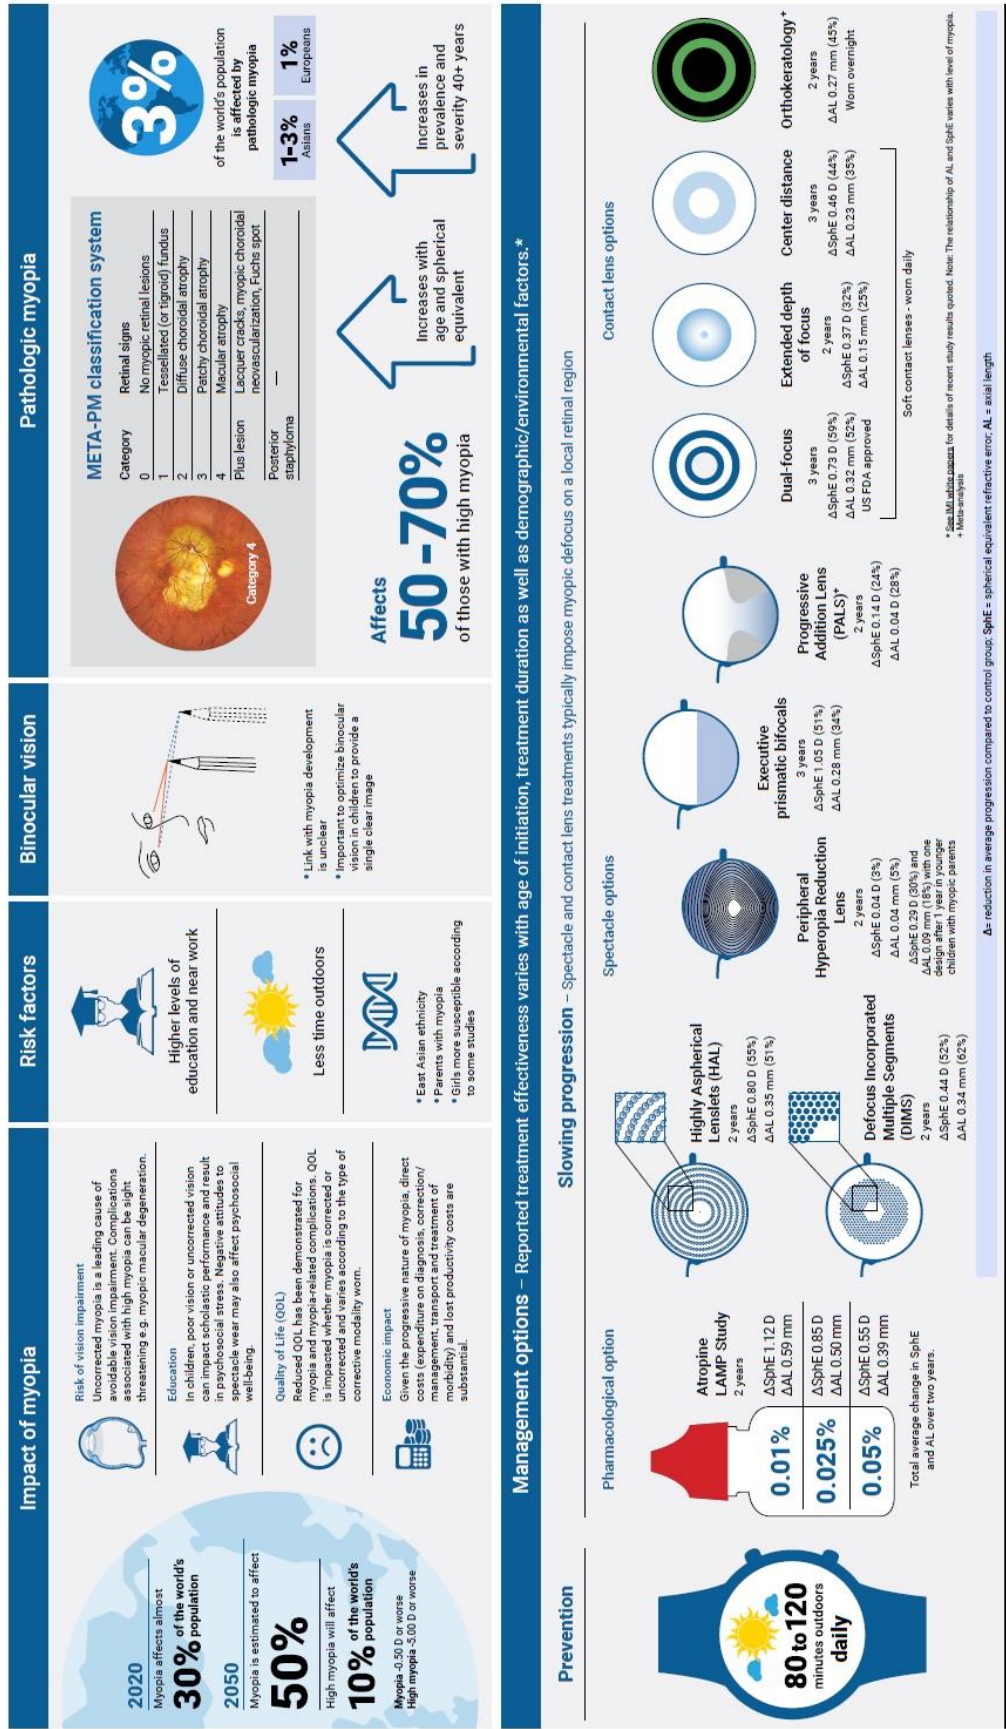 Impact of myopia
2020
Myopia affects almost
30% of the world's
population
2050
Myopia is estimated to affect
50%
High myopia will affect
10% of the world's
population
Myopia -0.50 D or worse
High myopia -5.00 D or worse
Risk of vision impairment
Uncorrected myopia is a leading cause of
avoidable vision impairment. Complications
associated with high myopia can be sight
threatening e.g. myopic macular degeneration.
Education
In children, poor vision or uncorrected vision
can impact scholastic performance and result
in psychosocial stress. Negative attitudes to
spectacle wear may also affect psychosocial
well-being.
Quality of Life (QOL)
Reduced QOL has been demonstrated for
myopia and myopia-related complications. QOL
is impacted whether myopia is corrected or
uncorrected and varies according to the type of
corrective modality worn.
Economic impact
Given the progressive nature of myopia, direct
costs (expenditure on diagnosis, correction/
management, transport and treatment of
morbidity) and lost productivity costs are
substantial.
Risk factors
Higher levels of
education and near work
Less time outdoors
• East Asian ethnicity
• Parents with myopia
• Girls more susceptible according
to some studies
Binocular vision
• Link with myopia development
is unclear
• Important to optimize binocular
vision in children to provide a
single clear image
Pathologic myopia
Category 4
META-PM classification system
Category Retinal signs
0 No myopic retinal lesions
1 Tessellated (or tigroid) fundus
2 Diffuse choroidal atrophy
3 Patchy choroidal atrophy
4 Macular atrophy
Plus lesion Lacquer cracks, myopic choroidal
neovascularization, Fuchs spot
Posterior
staphyloma —
3%
of the world's population
is affected by
pathologic myopia
1-3%
Asians
1%
Europeans
Affects
50-70%
of those with high myopia
Increases with
age and spherical
equivalent
Increases in
prevalence and
severity 40+ years
Management options – Reported treatment effectiveness varies with age of initiation, treatment duration as well as demographic/environmental factors.*
Prevention
80 to 120
minutes outdoors
daily
Slowing progression – Spectacle and contact lens treatments typically impose myopic defocus on a local retinal region
Pharmacological option
Atropine
LAMP Study
2 years
0.01%
ΔSphE 1.12 D
ΔAL 0.59 mm
0.025%
ΔSphE 0.85 D
ΔAL 0.50 mm
0.05%
ΔSphE 0.55 D
ΔAL 0.39 mm
Total average change in SphE
and AL over two years.
Spectacle options
Highly Aspherical
Lenslets (HAL)
2 years
ΔSphE 0.80 D (55%)
ΔAL 0.35 mm (51%)
Defocus Incorporated
Multiple Segments
(DIMS)
2 years
ΔSphE 0.44 D (52%)
ΔAL 0.34 mm (62%)
Peripheral
Hyperopia Reduction
Lens
2 years
ΔSphE 0.04 D (3%)
ΔAL 0.04 mm (5%)
ΔSphE 0.29 D (30%) and
ΔAL 0.09 mm (18%) with one
design after 1 year in younger
children with myopic parents
Executive
prismatic bifocals
3 years
ΔSphE 1.05 D (51%)
ΔAL 0.28 mm (34%)
Progressive
Addition Lens
(PALS)+
2 years
ΔSphE 0.14 D (24%)
ΔAL 0.04 D (28%)
Contact lens options
Dual-focus
3 years
ΔSphE 0.73 D (59%)
ΔAL 0.32 mm (52%)
US FDA approved
Extended depth
of focus
2 years
ΔSphE 0.37 D (32%)
ΔAL 0.15 mm (25%)
Center distance
3 years
ΔSphE 0.46 D (44%)
ΔAL 0.23 mm (35%)
Soft contact lenses - worn daily
Orthokeratology+
2 years
ΔAL 0.27 mm (45%)
Worn overnight
* See IMI white papers for details of recent study results quoted. Note: The relationship of AL and SphE varies with level of myopia.
+ Meta-analysis
Δ= reduction in average progression compared to control group; SphE = spherical equivalent refractive error; AL = axial length